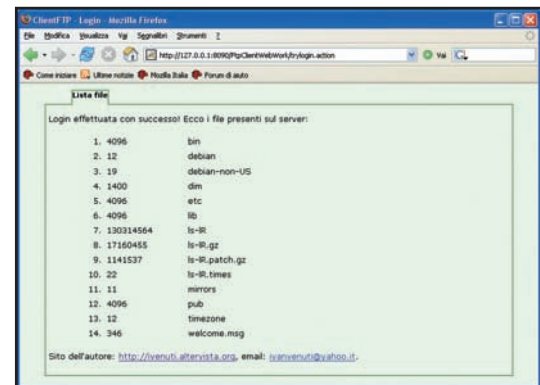 ClientFTP - Login - Mozilla Firefox
File Modifica Visualizza Vai Segnalibri Strumenti ?
http://127.0.0.1:8090/FtpClientWebWork/trylogin.action Vai
Come iniziare Ultime notizie Mozilla Italia Forum di aiuto
Lista file
Login effettuata con successo! Ecco i file presenti sul server:
1. 4096 bin
2. 12 debian
3. 19 debian-non-US
4. 1400 dim
5. 4096 etc
6. 4096 lib
7. 130314564 ls-lR
8. 17160455 ls-lR.gz
9. 1141537 ls-lR.patch.gz
10. 22 ls-lR.times
11. 11 mirrors
12. 4096 pub
13. 12 timezone
14. 346 welcome.msg
Sito dell'autore: http://ivenuti.altervista.org, email: ivanvenuti@yahoo.it.